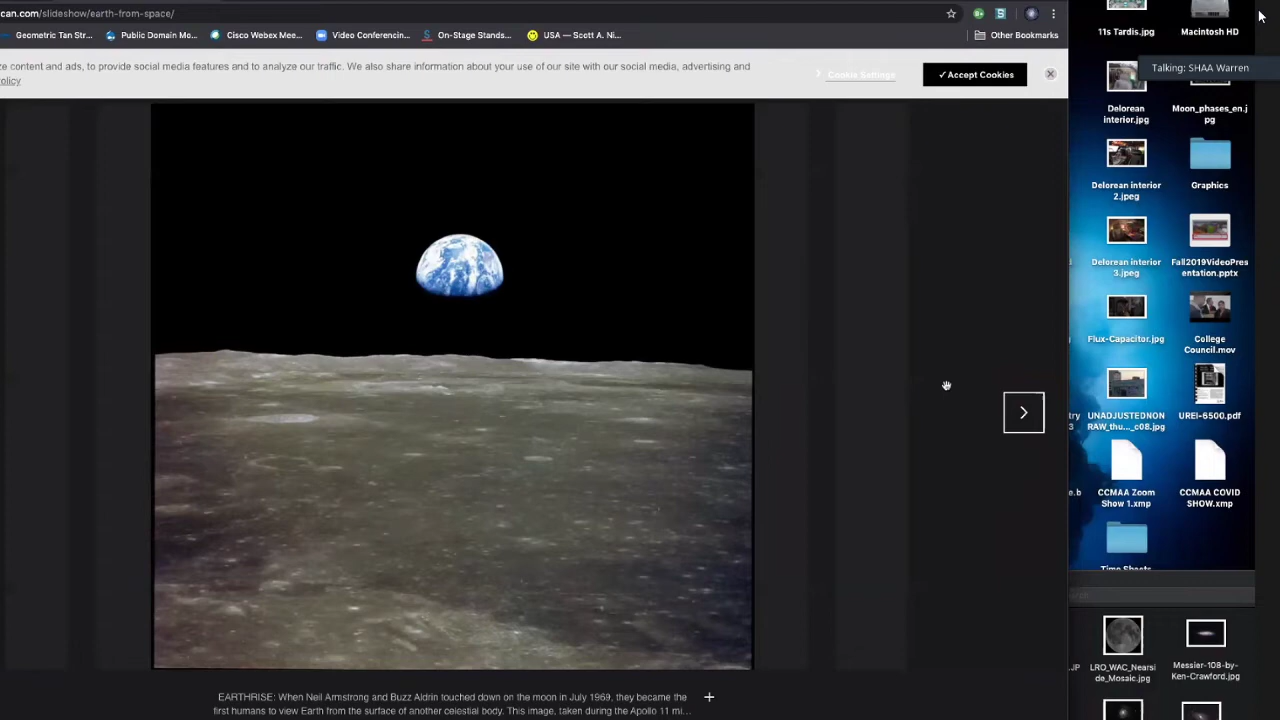 can.com/slideshow/earth-from-space/
Geometric Tan Str...
Public Domain Mo...
Cisco Webex Mee...
Video Conferencin...
On-Stage Stands...
USA — Scott A. Ni...
Other Bookmarks
ze content and ads, to provide social media features and to analyze our traffic. We also share information about your use of our site with our social media, advertising and
olicy
Cookie Settings
✓Accept Cookies
EARTHRISE: When Neil Armstrong and Buzz Aldrin touched down on the moon in July 1969, they became the
first humans to view Earth from the surface of another celestial body. This image, taken during the Apollo 11 mi...
11s Tardis.jpg
Macintosh HD
Talking: SHAA Warren
Delorean
interior.jpg
Moon_phases_en.j
pg
Delorean interior
2.jpeg
Graphics
Delorean interior
3.jpeg
Fall2019VideoPres
entation.pptx
Flux-Capacitor.jpg
College
Council.mov
UNADJUSTEDNON
RAW_thu..._c08.jpg
UREI-6500.pdf
CCMAA Zoom
Show 1.xmp
CCMAA COVID
SHOW.xmp
Time Sheets
LRO_WAC_Nearsi
de_Mosaic.jpg
Messier-108-by-
Ken-Crawford.jpg